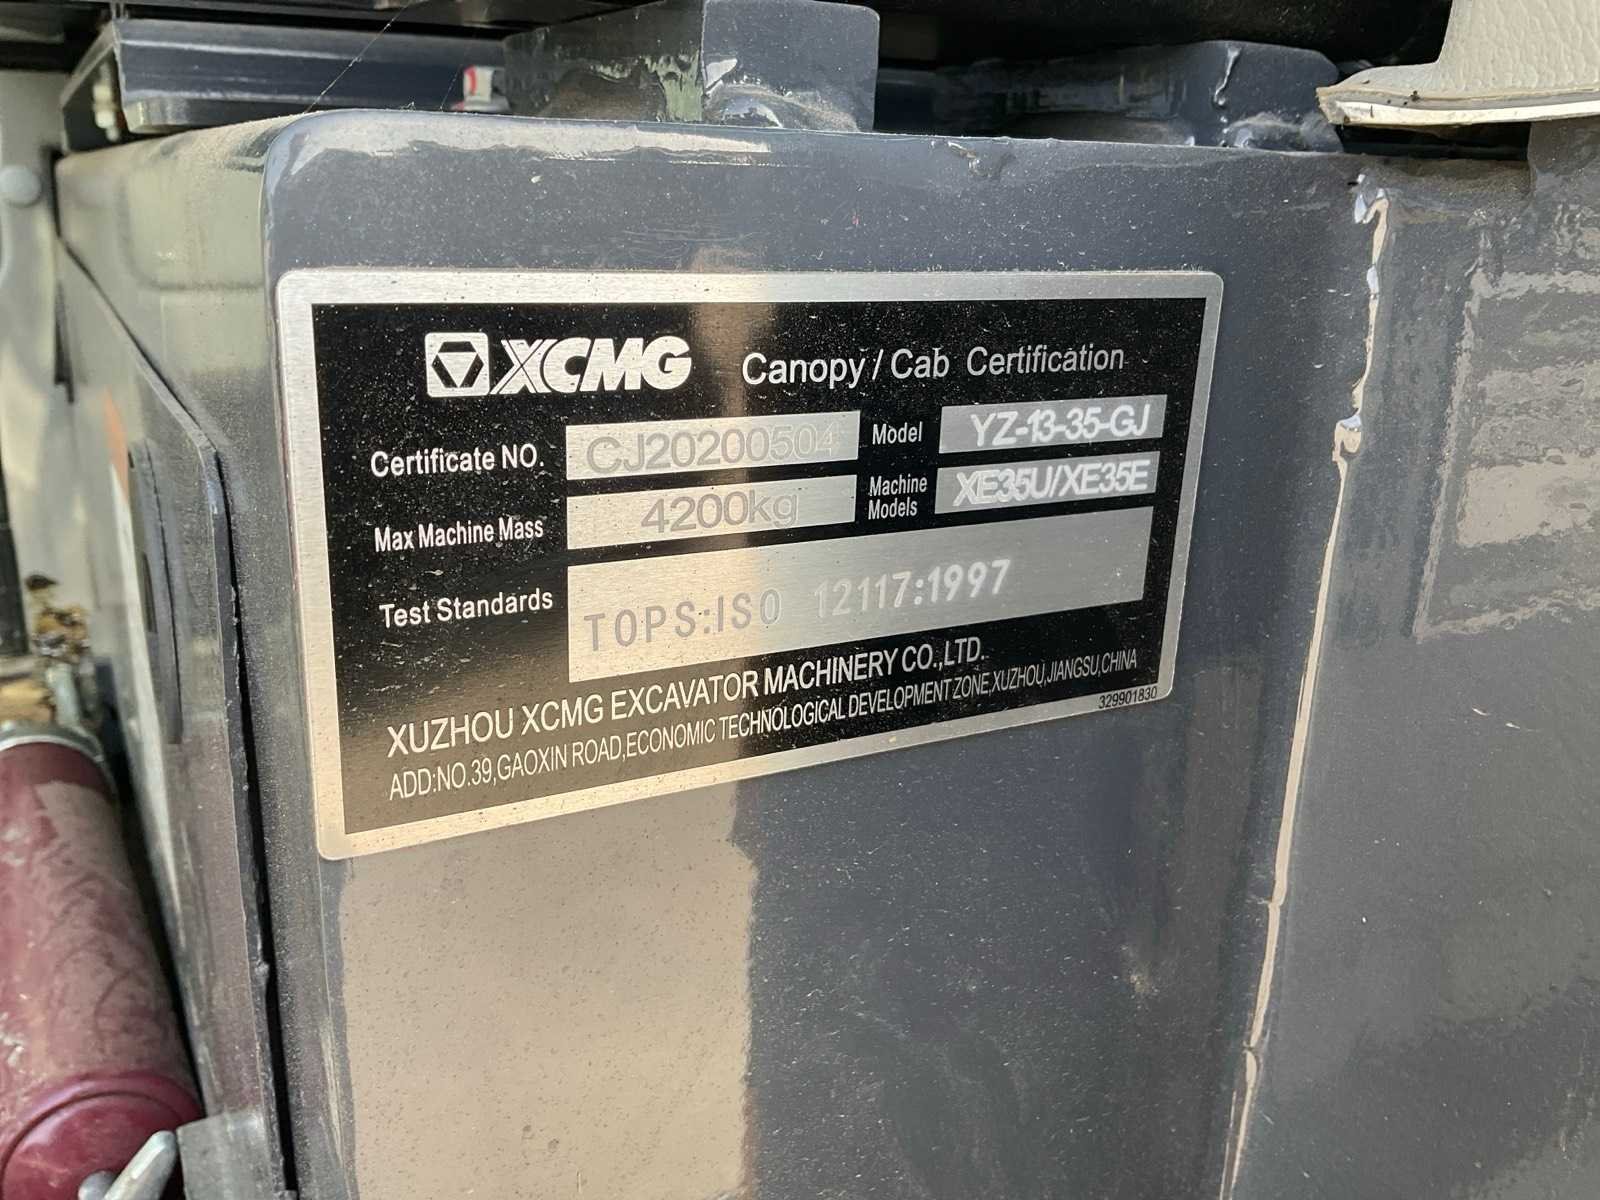 XCMG Canopy / Cab Certification
Certificate NO. CJ20200504 Model YZ-13-35-GJ
Max Machine Mass 4200kg Machine Models XE35U/XE35E
Test Standards TOPS:ISO 12117:1997
XUZHOU XCMG EXCAVATOR MACHINERY CO.,LTD.
ADD:NO.39,GAOXIN ROAD,ECONOMIC TECHNOLOGICAL DEVELOPMENT ZONE,XUZHOU,JIANGSU,CHINA
329901830